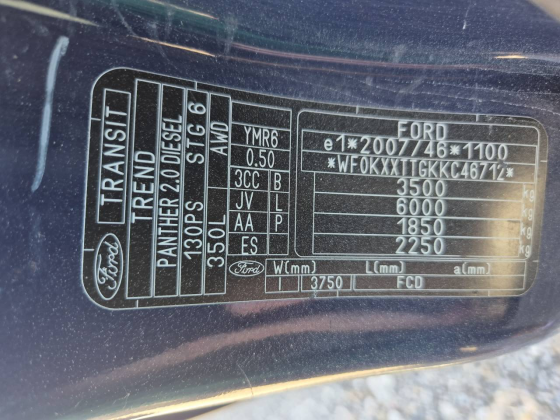 FORD
e1*2007/46*1100
*WF0KXXTTGKKC46712*
3500 kg
6000 kg
1850 kg
2250 kg
YMR6
0.50
3CC B
JV L
AA P
ES
Ford W(mm) L(mm) a(mm)
3750 FCD
TRANSIT
Ford
TREND
PANTHER 2.0 DIESEL
130PS STG 6
350L AWD